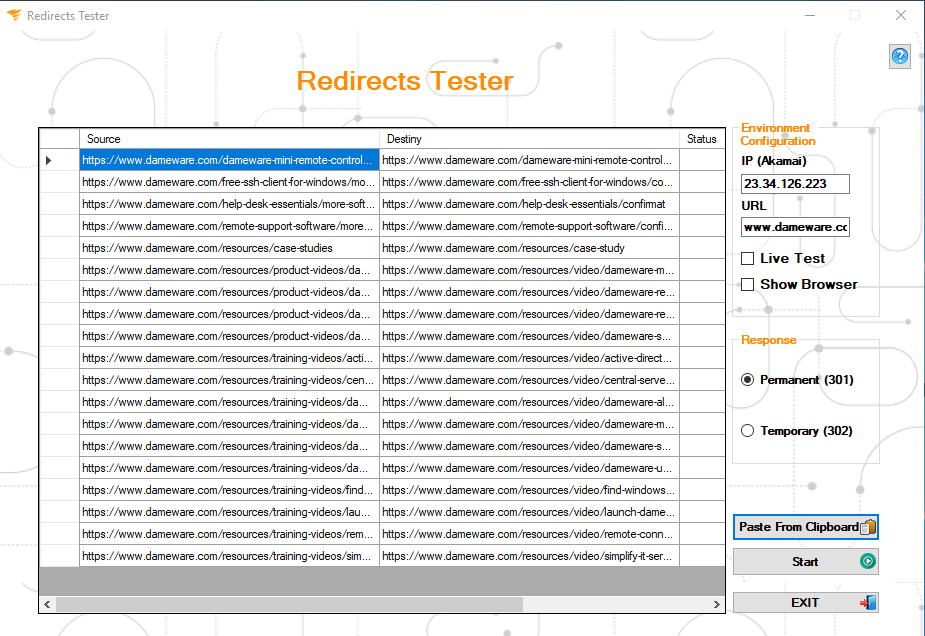 Redirects Tester
Redirects Tester
Source Destiny Status
https://www.dameware.com/dameware-mini-remote-control... https://www.dameware.com/dameware-mini-remote-control...
https://www.dameware.com/free-ssh-client-for-windows/mo... https://www.dameware.com/free-ssh-client-for-windows/co...
https://www.dameware.com/help-desk-essentials/more-soft... https://www.dameware.com/help-desk-essentials/confirmat
https://www.dameware.com/remote-support-software/more... https://www.dameware.com/remote-support-software/confi...
https://www.dameware.com/resources/case-studies https://www.dameware.com/resources/case-study
https://www.dameware.com/resources/product-videos/da... https://www.dameware.com/resources/video/dameware-m...
https://www.dameware.com/resources/product-videos/da... https://www.dameware.com/resources/video/dameware-re...
https://www.dameware.com/resources/product-videos/da... https://www.dameware.com/resources/video/dameware-re...
https://www.dameware.com/resources/product-videos/da... https://www.dameware.com/resources/video/dameware-s...
https://www.dameware.com/resources/training-videos/acti... https://www.dameware.com/resources/video/active-direct...
https://www.dameware.com/resources/training-videos/cen... https://www.dameware.com/resources/video/central-serve...
https://www.dameware.com/resources/training-videos/da... https://www.dameware.com/resources/video/dameware-al...
https://www.dameware.com/resources/training-videos/da... https://www.dameware.com/resources/video/dameware-m...
https://www.dameware.com/resources/training-videos/da... https://www.dameware.com/resources/video/dameware-s...
https://www.dameware.com/resources/training-videos/da... https://www.dameware.com/resources/video/dameware-u...
https://www.dameware.com/resources/training-videos/find... https://www.dameware.com/resources/video/find-windows...
https://www.dameware.com/resources/training-videos/lau... https://www.dameware.com/resources/video/launch-dame...
https://www.dameware.com/resources/training-videos/rem... https://www.dameware.com/resources/video/remote-conn...
https://www.dameware.com/resources/training-videos/sim... https://www.dameware.com/resources/video/simplify-it-ser...
Environment
Configuration
IP (Akamai)
23.34.126.223
URL
www.dameware.cc
Live Test
Show Browser
Response
Permanent (301)
Temporary (302)
Paste From Clipboard
Start
EXIT